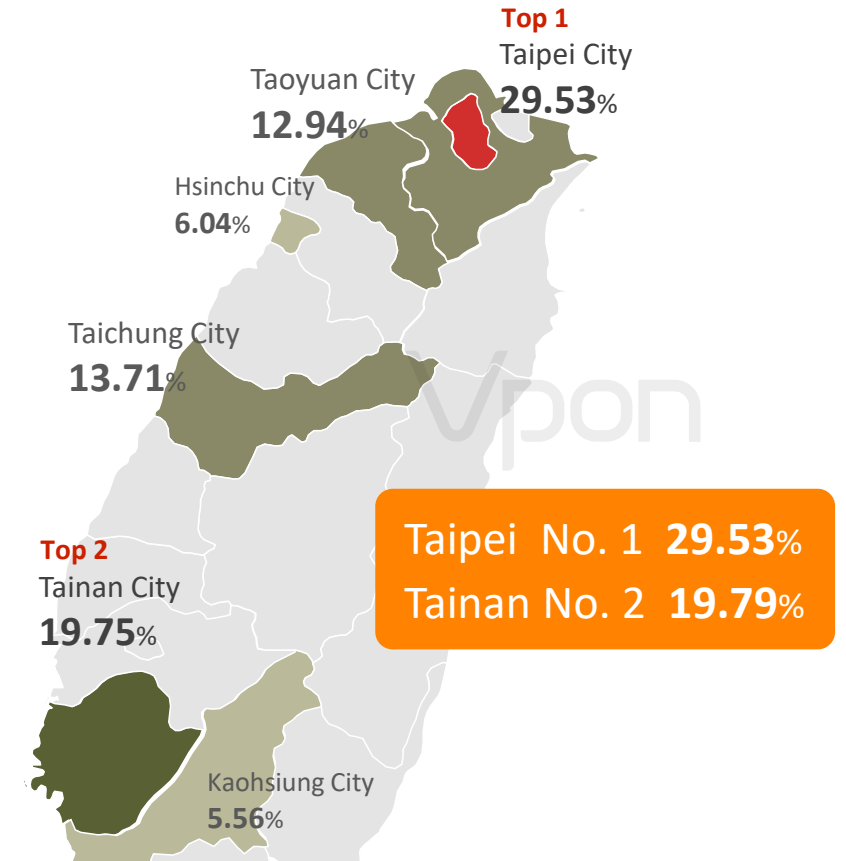 Top 1
Taipei City
29.53%
Taoyuan City
12.94%
Hsinchu City
6.04%
Taichung City
13.71%
Vpon
Taipei No. 1 29.53%
Tainan No. 2 19.79%
Top 2
Tainan City
19.75%
Kaohsiung City
5.56%